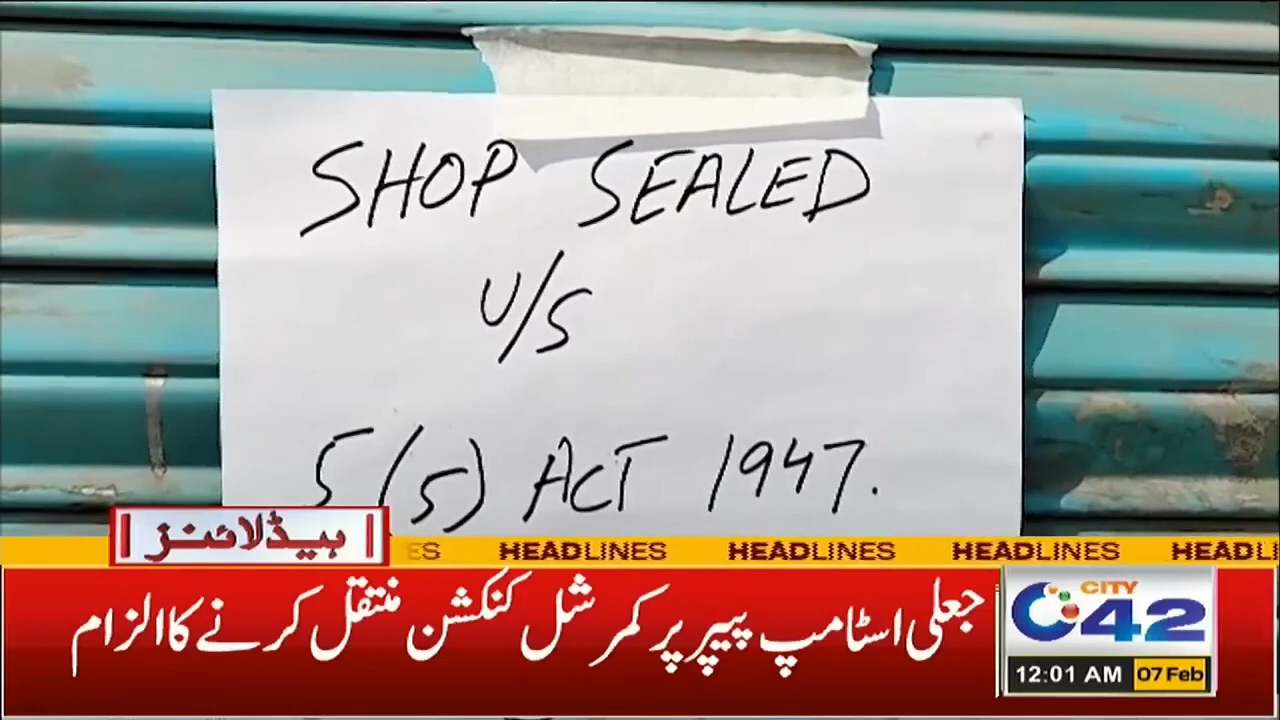 SHOP SEALED
U/S
5(5) ACT 1947.
ہیڈلائنز
ES HEADLINES HEADLINES HEADLINES HEADL
جعلی اسٹامپ پیپر پر کمرشل کنکشن منتقل کرنے کا الزام
CITY
42
12:01 AM 07 Feb